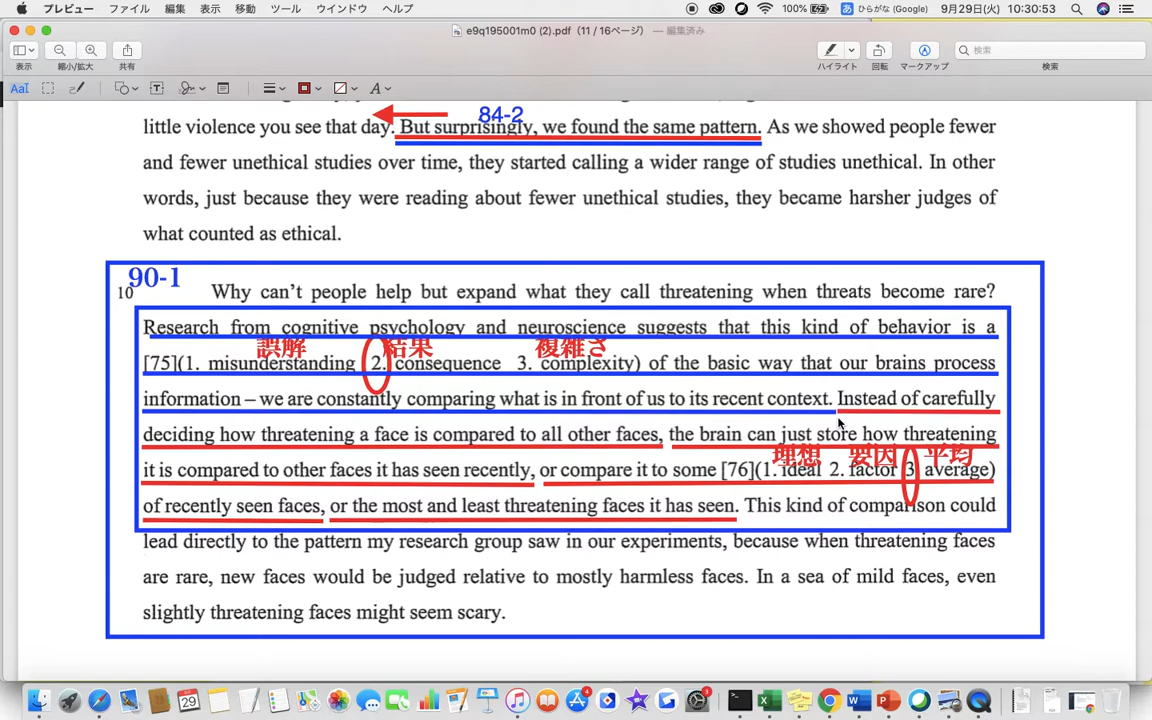 プレビュー ファイル 編集 表示 移動 ツール ウインドウ ヘルプ 100% あ ひらがな (Google) 9月29日(火) 10:30:53
e9q195001m0 (2).pdf (11 / 16ページ) — 編集済み
検索
表示 縮小/拡大 共有 ハイライト 回転 マークアップ 検索
84-2
little violence you see that day. But surprisingly, we found the same pattern. As we showed people fewer
and fewer unethical studies over time, they started calling a wider range of studies unethical. In other
words, just because they were reading about fewer unethical studies, they became harsher judges of
what counted as ethical.
90-1
10 Why can't people help but expand what they call threatening when threats become rare?
Research from cognitive psychology and neuroscience suggests that this kind of behavior is a
誤解 結果 複雑さ
[75](1. misunderstanding 2. consequence 3. complexity) of the basic way that our brains process
information – we are constantly comparing what is in front of us to its recent context. Instead of carefully
deciding how threatening a face is compared to all other faces, the brain can just store how threatening
理想 要因 平均
it is compared to other faces it has seen recently, or compare it to some [76](1. ideal 2. factor 3. average)
of recently seen faces, or the most and least threatening faces it has seen. This kind of comparison could
lead directly to the pattern my research group saw in our experiments, because when threatening faces
are rare, new faces would be judged relative to mostly harmless faces. In a sea of mild faces, even
slightly threatening faces might seem scary.